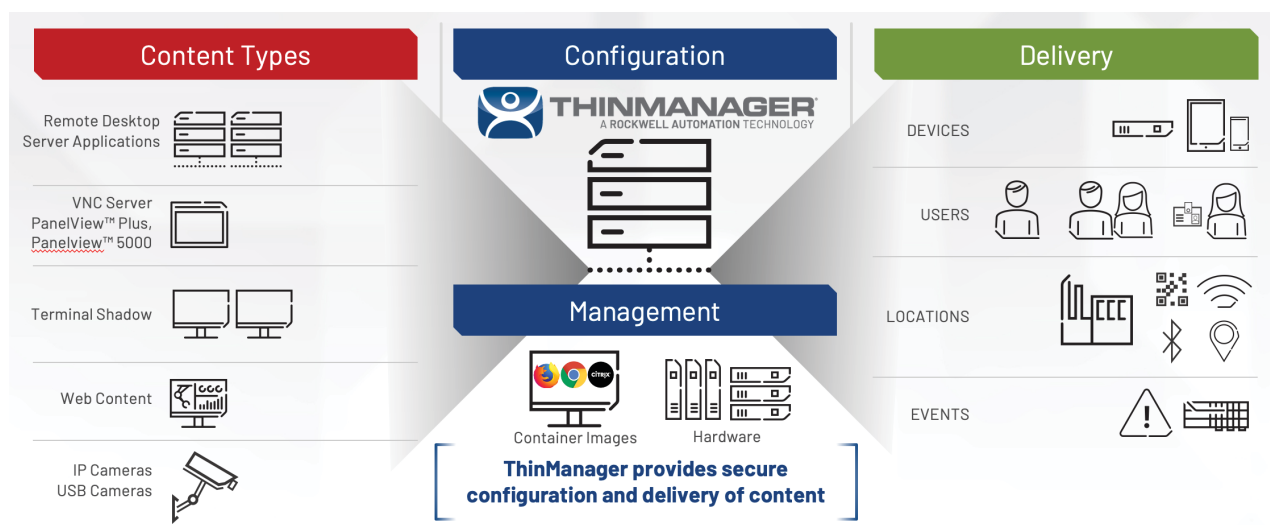 Content Types
Remote Desktop
Server Applications
VNC Server
PanelView™ Plus,
Panelview™ 5000
Terminal Shadow
Web Content
IP Cameras
USB Cameras
Configuration
THINMANAGER®
A ROCKWELL AUTOMATION TECHNOLOGY
Management
CITRIX
Container Images
Hardware
ThinManager provides secure
configuration and delivery of content
Delivery
DEVICES
USERS
LOCATIONS
EVENTS